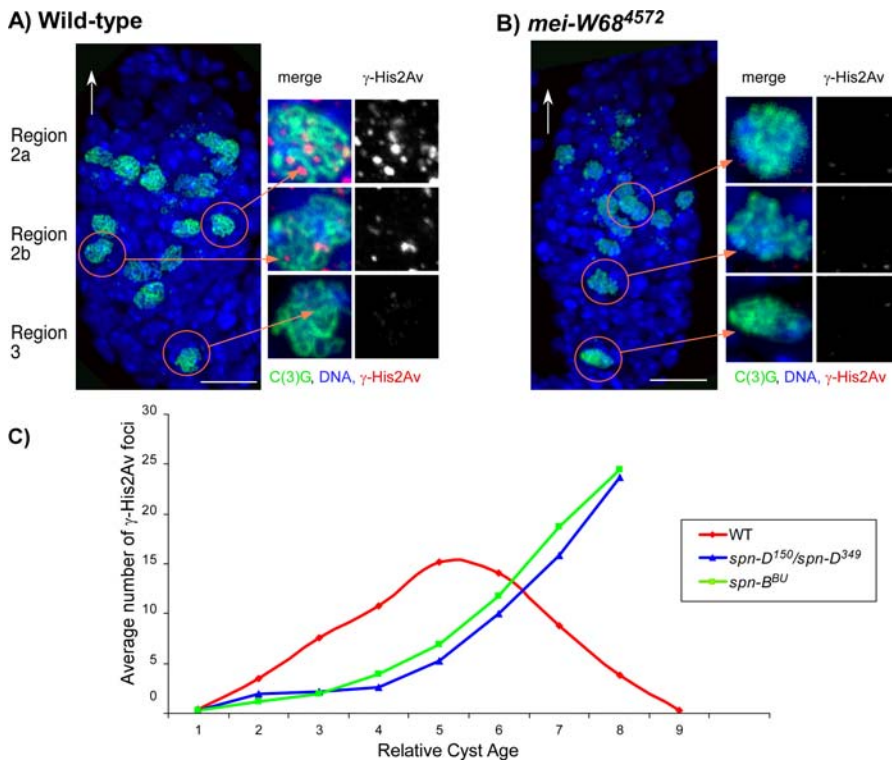 A) Wild-type
merge γ-His2Av
Region
2a
Region
2b
Region
3
C(3)G, DNA, γ-His2Av
B) mei-W68⁴⁵⁷²
merge γ-His2Av
C(3)G, DNA, γ-His2Av
C)
Average number of γ-His2Av foci
30
25
20
15
10
5
0
1 2 3 4 5 6 7 8 9
Relative Cyst Age
WT
spn-D¹⁵⁰/spn-D³⁴⁹
spn-Bᴮᵁ